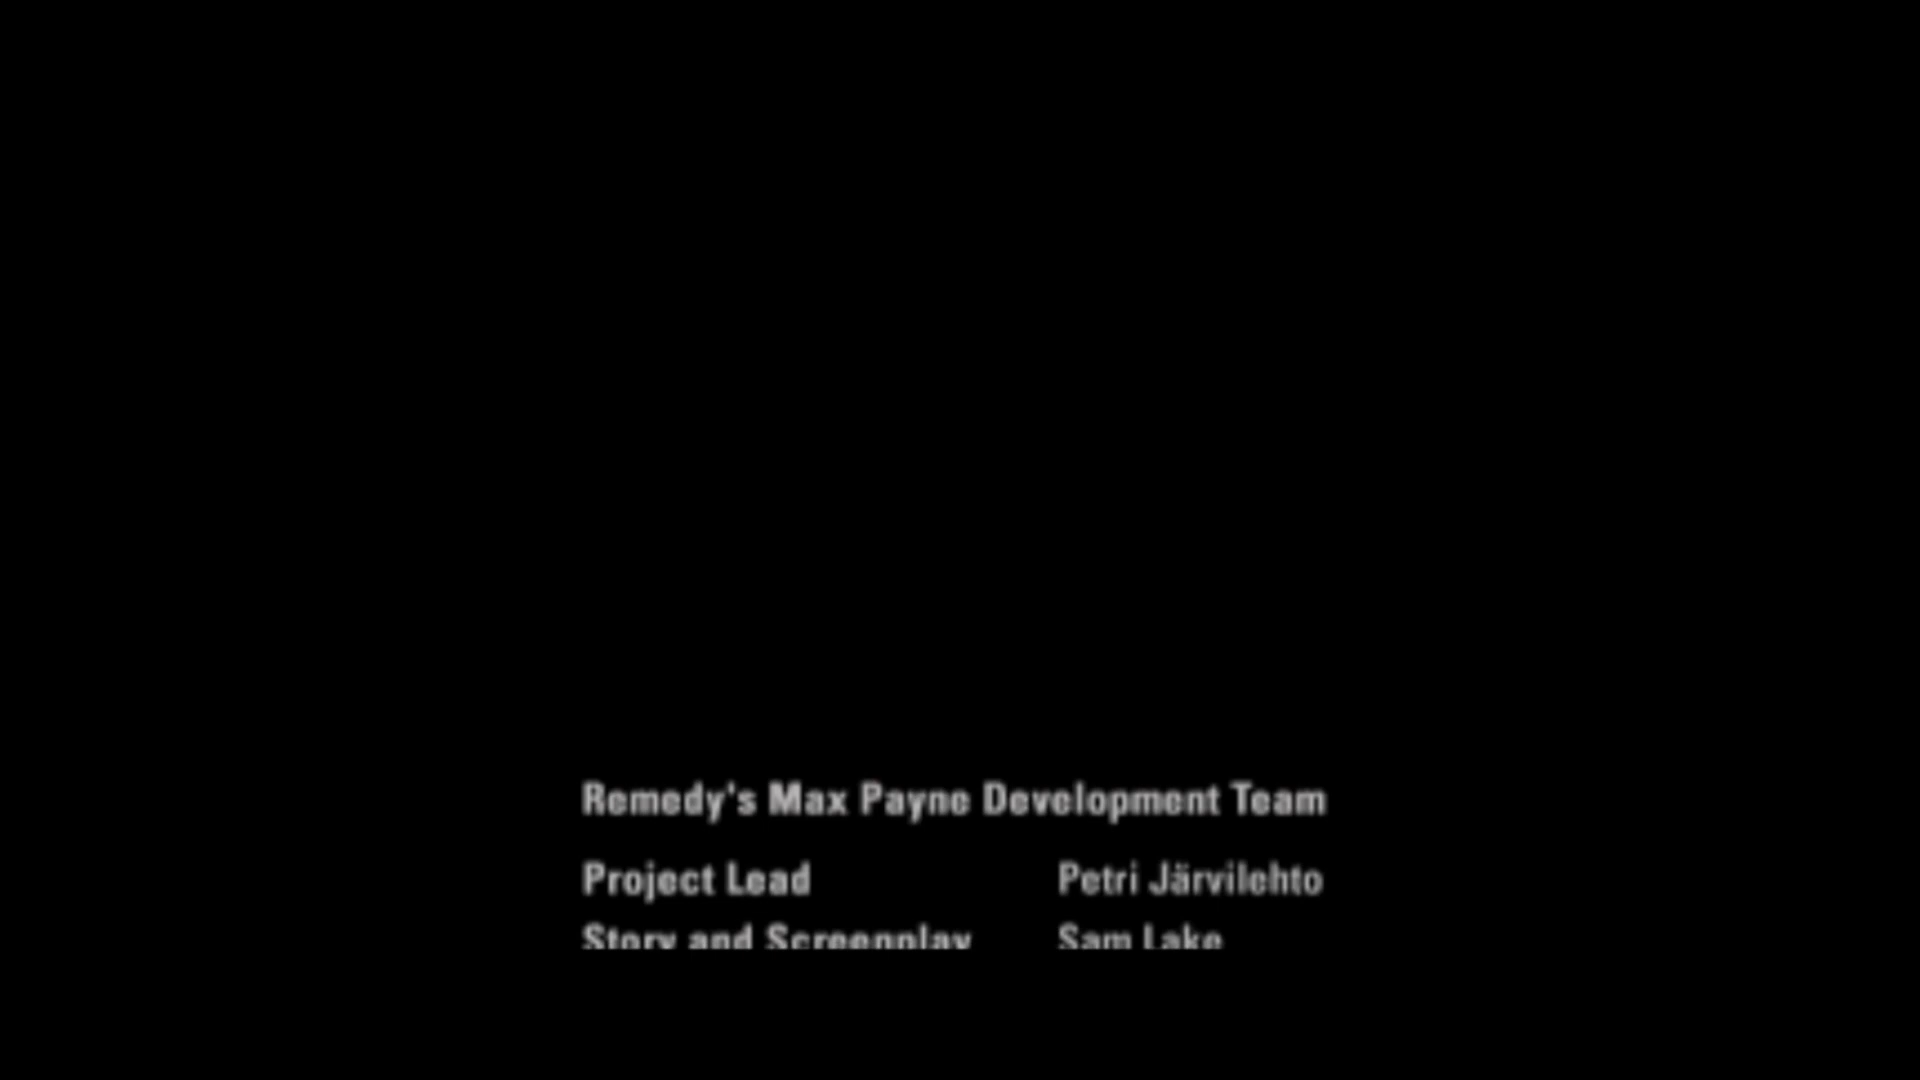 Remedy's Max Payne Development Team
Project Lead Petri Järvilehto
Story and Screenplay Sam Lake